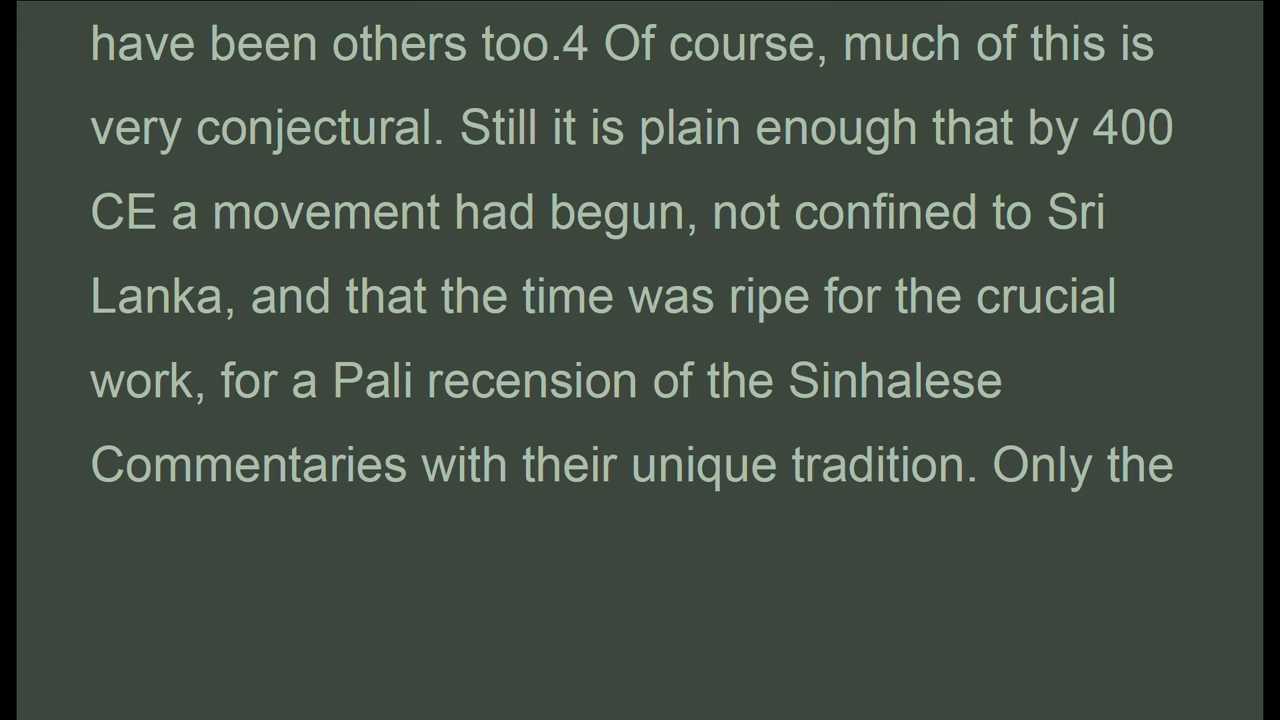 have been others too.4 Of course, much of this is
very conjectural. Still it is plain enough that by 400
CE a movement had begun, not confined to Sri
Lanka, and that the time was ripe for the crucial
work, for a Pali recension of the Sinhalese
Commentaries with their unique tradition. Only the